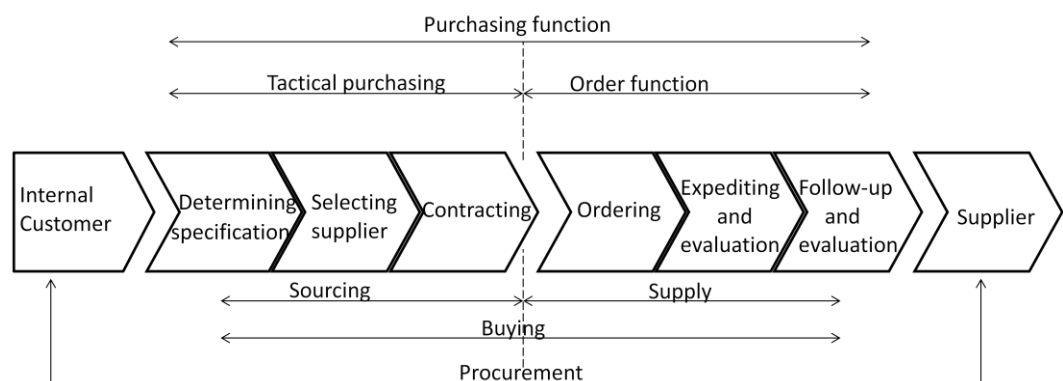 Purchasing function
Tactical purchasing
Order function
Internal
Customer
Determining
specification
Selecting
supplier
Contracting
Ordering
Expediting
and
evaluation
Follow-up
and
evaluation
Supplier
Sourcing
Supply
Buying
Procurement